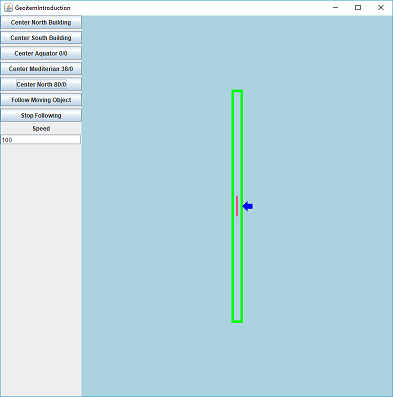 GeoitemIntroduction
Center North Building
Center South Building
Center Aquator 0/0
Center Mediterian 38/0
Center North 80/0
Follow Moving Object
Stop Following
Speed
100